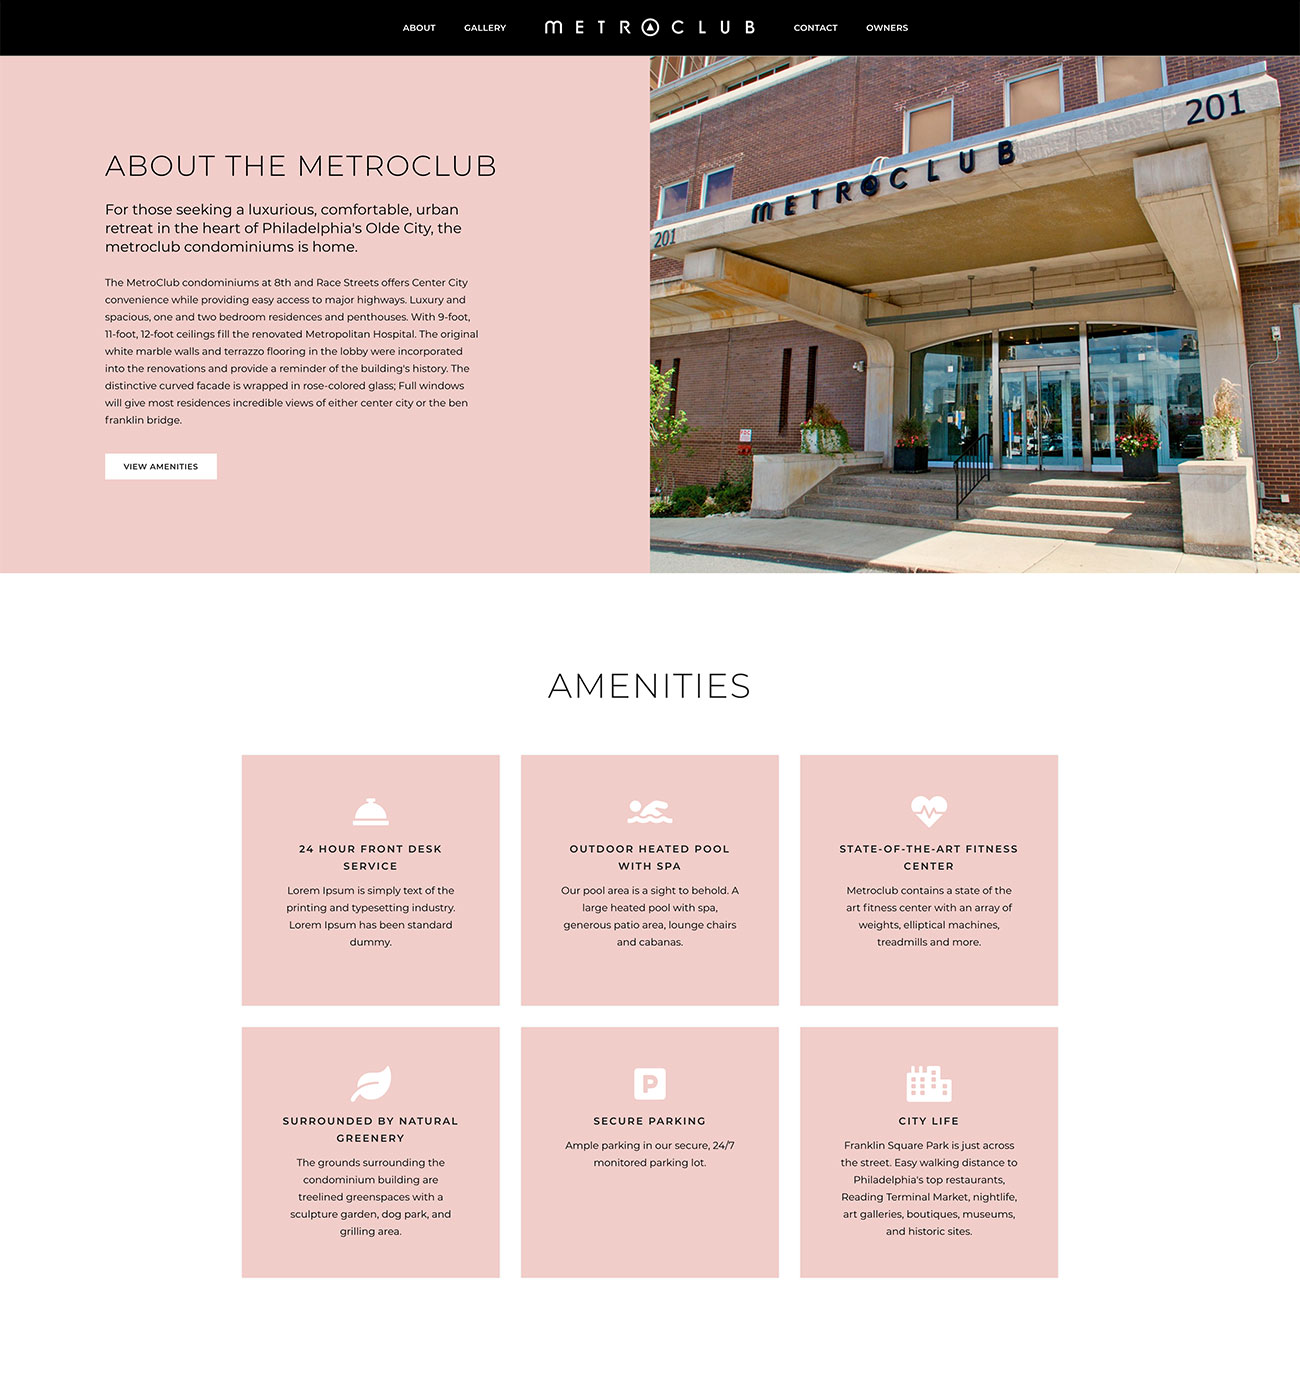 ABOUT GALLERY METROCLUB CONTACT OWNERS
ABOUT THE METROCLUB
For those seeking a luxurious, comfortable, urban
retreat in the heart of Philadelphia's Olde City, the
metroclub condominiums is home.
The MetroClub condominiums at 8th and Race Streets offers Center City
convenience while providing easy access to major highways. Luxury and
spacious, one and two bedroom residences and penthouses. With 9-foot,
11-foot, 12-foot ceilings fill the renovated Metropolitan Hospital. The original
white marble walls and terrazzo flooring in the lobby were incorporated
into the renovations and provide a reminder of the building's history. The
distinctive curved facade is wrapped in rose-colored glass; Full windows
will give most residences incredible views of either center city or the ben
franklin bridge.
VIEW AMENITIES
201
METROCLUB
201
AMENITIES
24 HOUR FRONT DESK
SERVICE
Lorem Ipsum is simply text of the
printing and typesetting industry.
Lorem Ipsum has been standard
dummy.
OUTDOOR HEATED POOL
WITH SPA
Our pool area is a sight to behold. A
large heated pool with spa,
generous patio area, lounge chairs
and cabanas.
STATE-OF-THE-ART FITNESS
CENTER
Metroclub contains a state of the
art fitness center with an array of
weights, elliptical machines,
treadmills and more.
SURROUNDED BY NATURAL
GREENERY
The grounds surrounding the
condominium building are
treelined greenspaces with a
sculpture garden, dog park, and
grilling area.
P
SECURE PARKING
Ample parking in our secure, 24/7
monitored parking lot.
CITY LIFE
Franklin Square Park is just across
the street. Easy walking distance to
Philadelphia's top restaurants,
Reading Terminal Market, nightlife,
art galleries, boutiques, museums,
and historic sites.